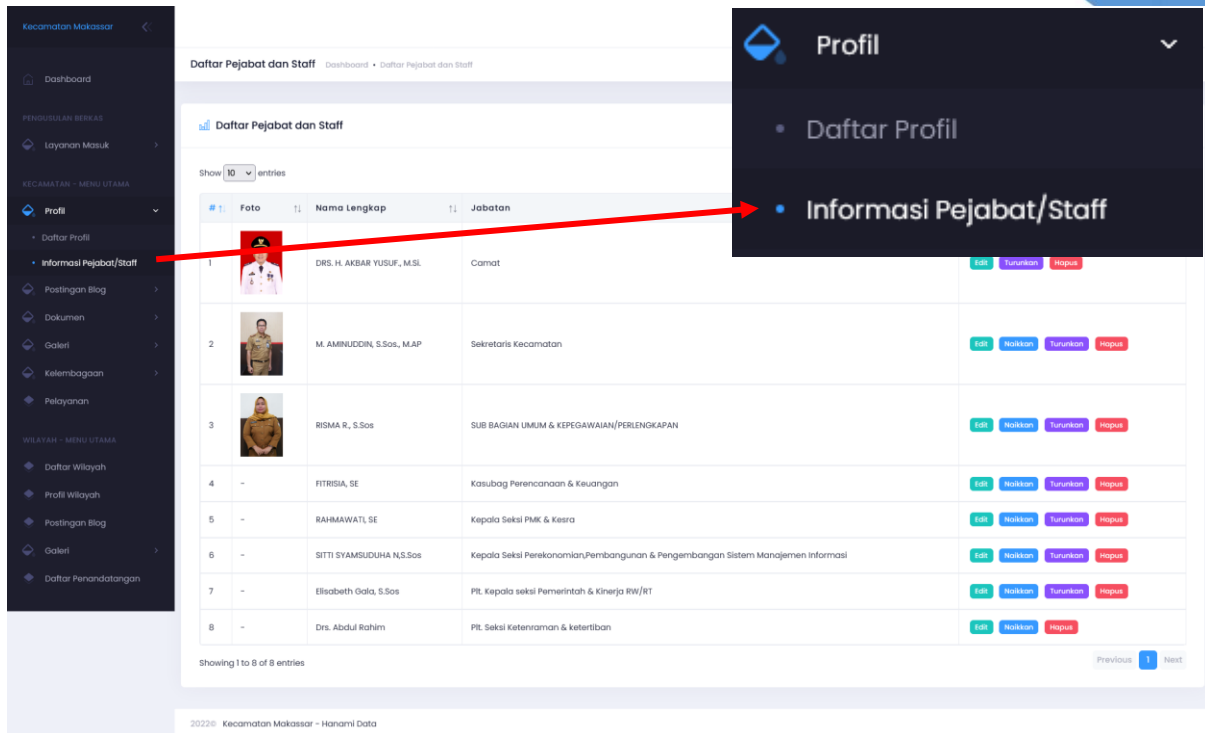 Kecamatan Makassar
Dashboard
PENGUSULAN BERKAS
Layanan Masuk
KECAMATAN - MENU UTAMA
Profil
Daftar Profil
Informasi Pejabat/Staff
Postingan Blog
Dokumen
Galeri
Kelembagaan
Pelayanan
WILAYAH - MENU UTAMA
Daftar Wilayah
Profil Wilayah
Postingan Blog
Galeri
Daftar Penandatangan
Daftar Pejabat dan Staff Dashboard • Daftar Pejabat dan Staff
Profil
• Daftar Profil
• Informasi Pejabat/Staff
Daftar Pejabat dan Staff
Show 10 entries
# Foto Nama Lengkap Jabatan
1 DRS. H. AKBAR YUSUF., M.Si. Camat Edit Turunkan Hapus
2 M. AMINUDDIN, S.Sos., M.AP Sekretaris Kecamatan Edit Naikkan Turunkan Hapus
3 RISMA R., S.Sos SUB BAGIAN UMUM & KEPEGAWAIAN/PERLENGKAPAN Edit Naikkan Turunkan Hapus
4 - FITRISIA, SE Kasubag Perencanaan & Keuangan Edit Naikkan Turunkan Hapus
5 - RAHMAWATI, SE Kepala Seksi PMK & Kesra Edit Naikkan Turunkan Hapus
6 - SITTI SYAMSUDUHA N,S.Sos Kepala Seksi Perekonomian,Pembangunan & Pengembangan Sistem Manajemen Informasi Edit Naikkan Turunkan Hapus
7 - Elisabeth Gala, S.Sos Plt. Kepala seksi Pemerintah & Kinerja RW/RT Edit Naikkan Turunkan Hapus
8 - Drs. Abdul Rahim Plt. Seksi Ketenraman & ketertiban Edit Naikkan Hapus
Showing 1 to 8 of 8 entries Previous 1 Next
2022© Kecamatan Makassar - Hanami Data